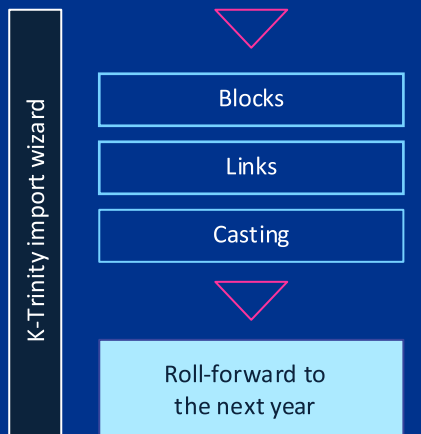 K-Trinity import wizard
Blocks
Links
Casting
Roll-forward to
the next year